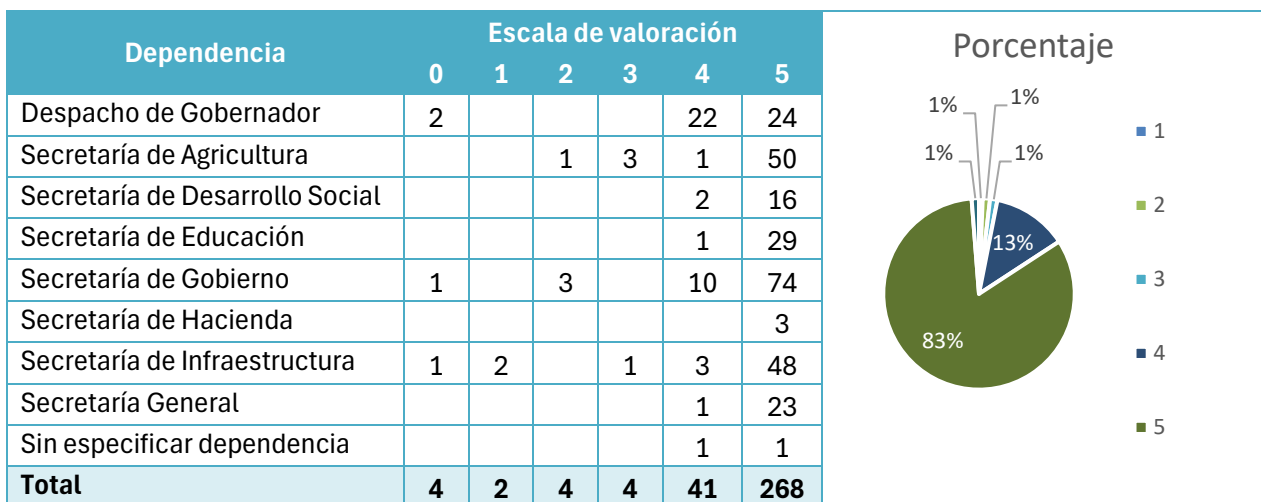 Dependencia Escala de valoración
0 1 2 3 4 5
Despacho de Gobernador 2 22 24
Secretaría de Agricultura 1 3 1 50
Secretaría de Desarrollo Social 2 16
Secretaría de Educación 1 29
Secretaría de Gobierno 1 3 10 74
Secretaría de Hacienda 3
Secretaría de Infraestructura 1 2 1 3 48
Secretaría General 1 23
Sin especificar dependencia 1 1
Total 4 2 4 4 41 268
Porcentaje
1% 1%
1% 1%
13%
83%
1
2
3
4
5